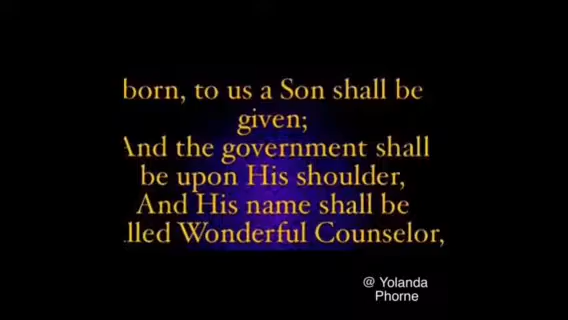 born, to us a Son shall be
given;
And the government shall
be upon His shoulder,
And His name shall be
lled Wonderful Counselor,
@ Yolanda
Phorne